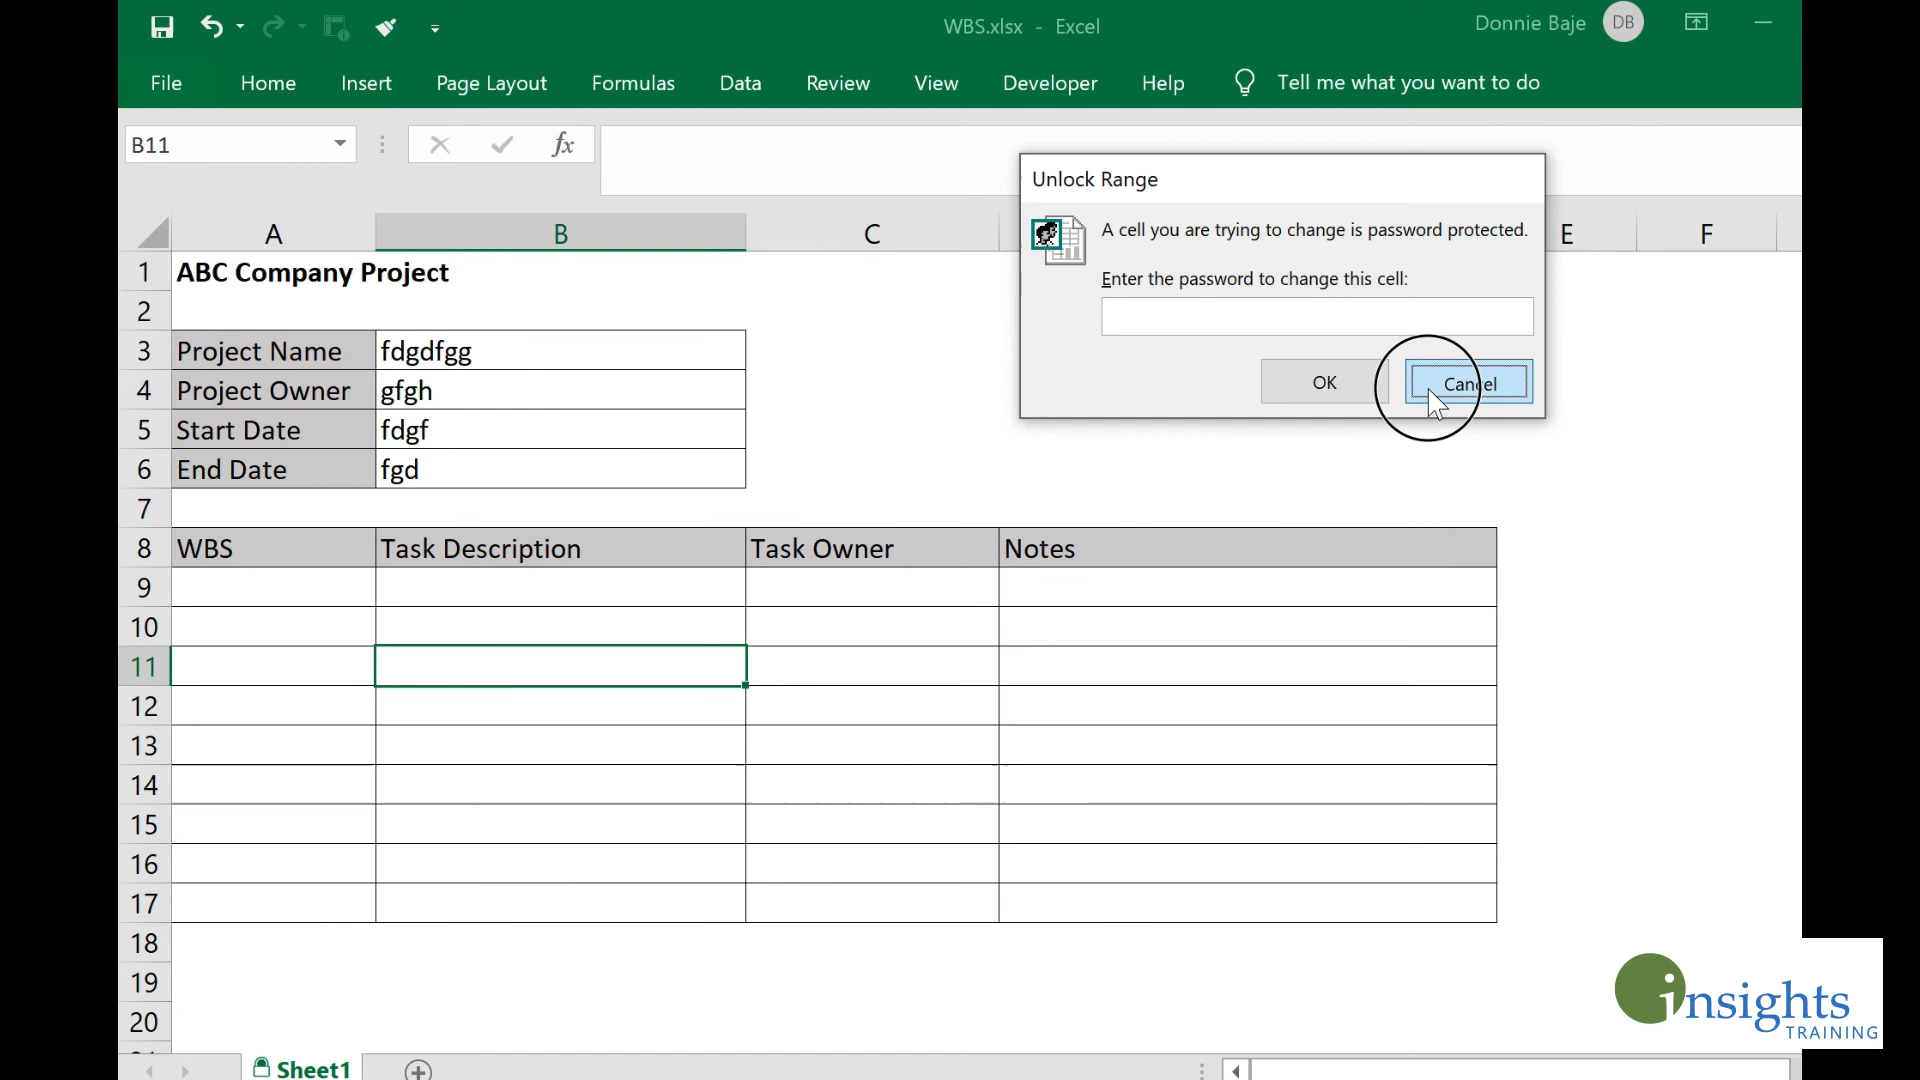 WBS.xlsx - Excel
Donnie Baje DB
File Home Insert Page Layout Formulas Data Review View Developer Help Tell me what you want to do
B11 fx
Unlock Range
A cell you are trying to change is password protected.
Enter the password to change this cell:
OK Cancel
A B C E F
1 ABC Company Project
2
3 Project Name fdgdfgg
4 Project Owner gfgh
5 Start Date fdgf
6 End Date fgd
7
8 WBS Task Description Task Owner Notes
9
10
11
12
13
14
15
16
17
18
19
20
Sheet1
insights
TRAINING